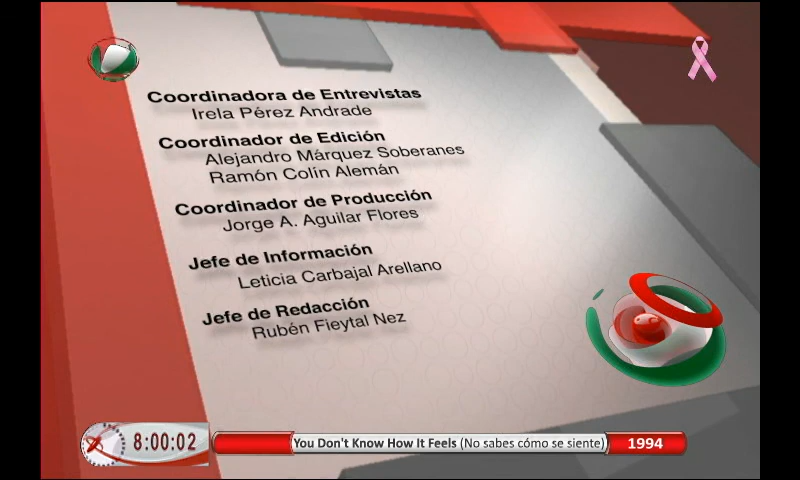 Coordinadora de Entrevistas
Irela Pérez Andrade
Coordinador de Edición
Alejandro Márquez Soberanes
Ramón Colín Alemán
Coordinador de Producción
Jorge A. Aguilar Flores
Jefe de Información
Leticia Carbajal Arellano
Jefe de Redacción
Rubén Fieytal Nez
8:00:02
You Don't Know How It Feels (No sabes cómo se siente)
1994